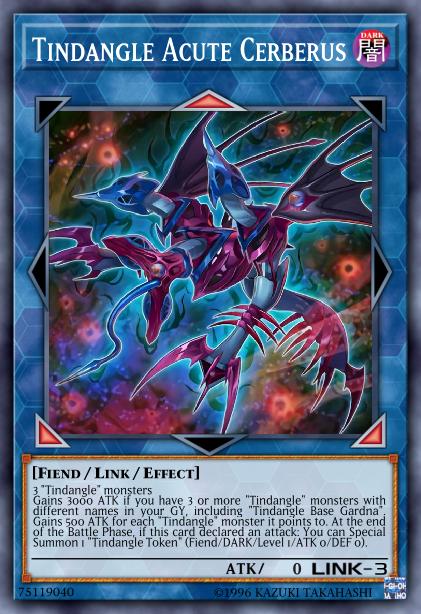 Tindangle Acute Cerberus
DARK
闇
[Fiend / Link / Effect]
3 "Tindangle" monsters
Gains 3000 ATK if you have 3 or more "Tindangle" monsters with
different names in your GY, including "Tindangle Base Gardna".
Gains 500 ATK for each "Tindangle" monster it points to. At the end
of the Battle Phase, if this card declared an attack: You can Special
Summon 1 "Tindangle Token" (Fiend/DARK/Level 1/ATK 0/DEF 0).
ATK/ 0 LINK-3
75119040 ©1996 KAZUKI TAKAHASHI